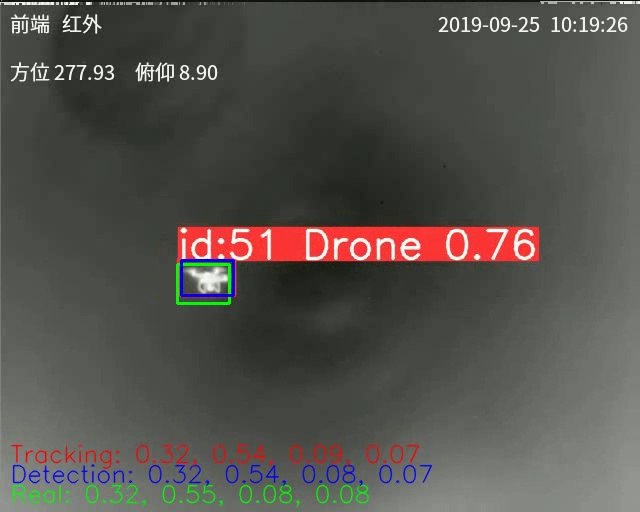 前端 红外 2019-09-25 10:19:26
方位 277.93 俯仰 8.90
id:51 Drone 0.76
Tracking: 0.32, 0.54, 0.09, 0.07
Detection: 0.32, 0.54, 0.08, 0.07
Real: 0.32, 0.55, 0.08, 0.08